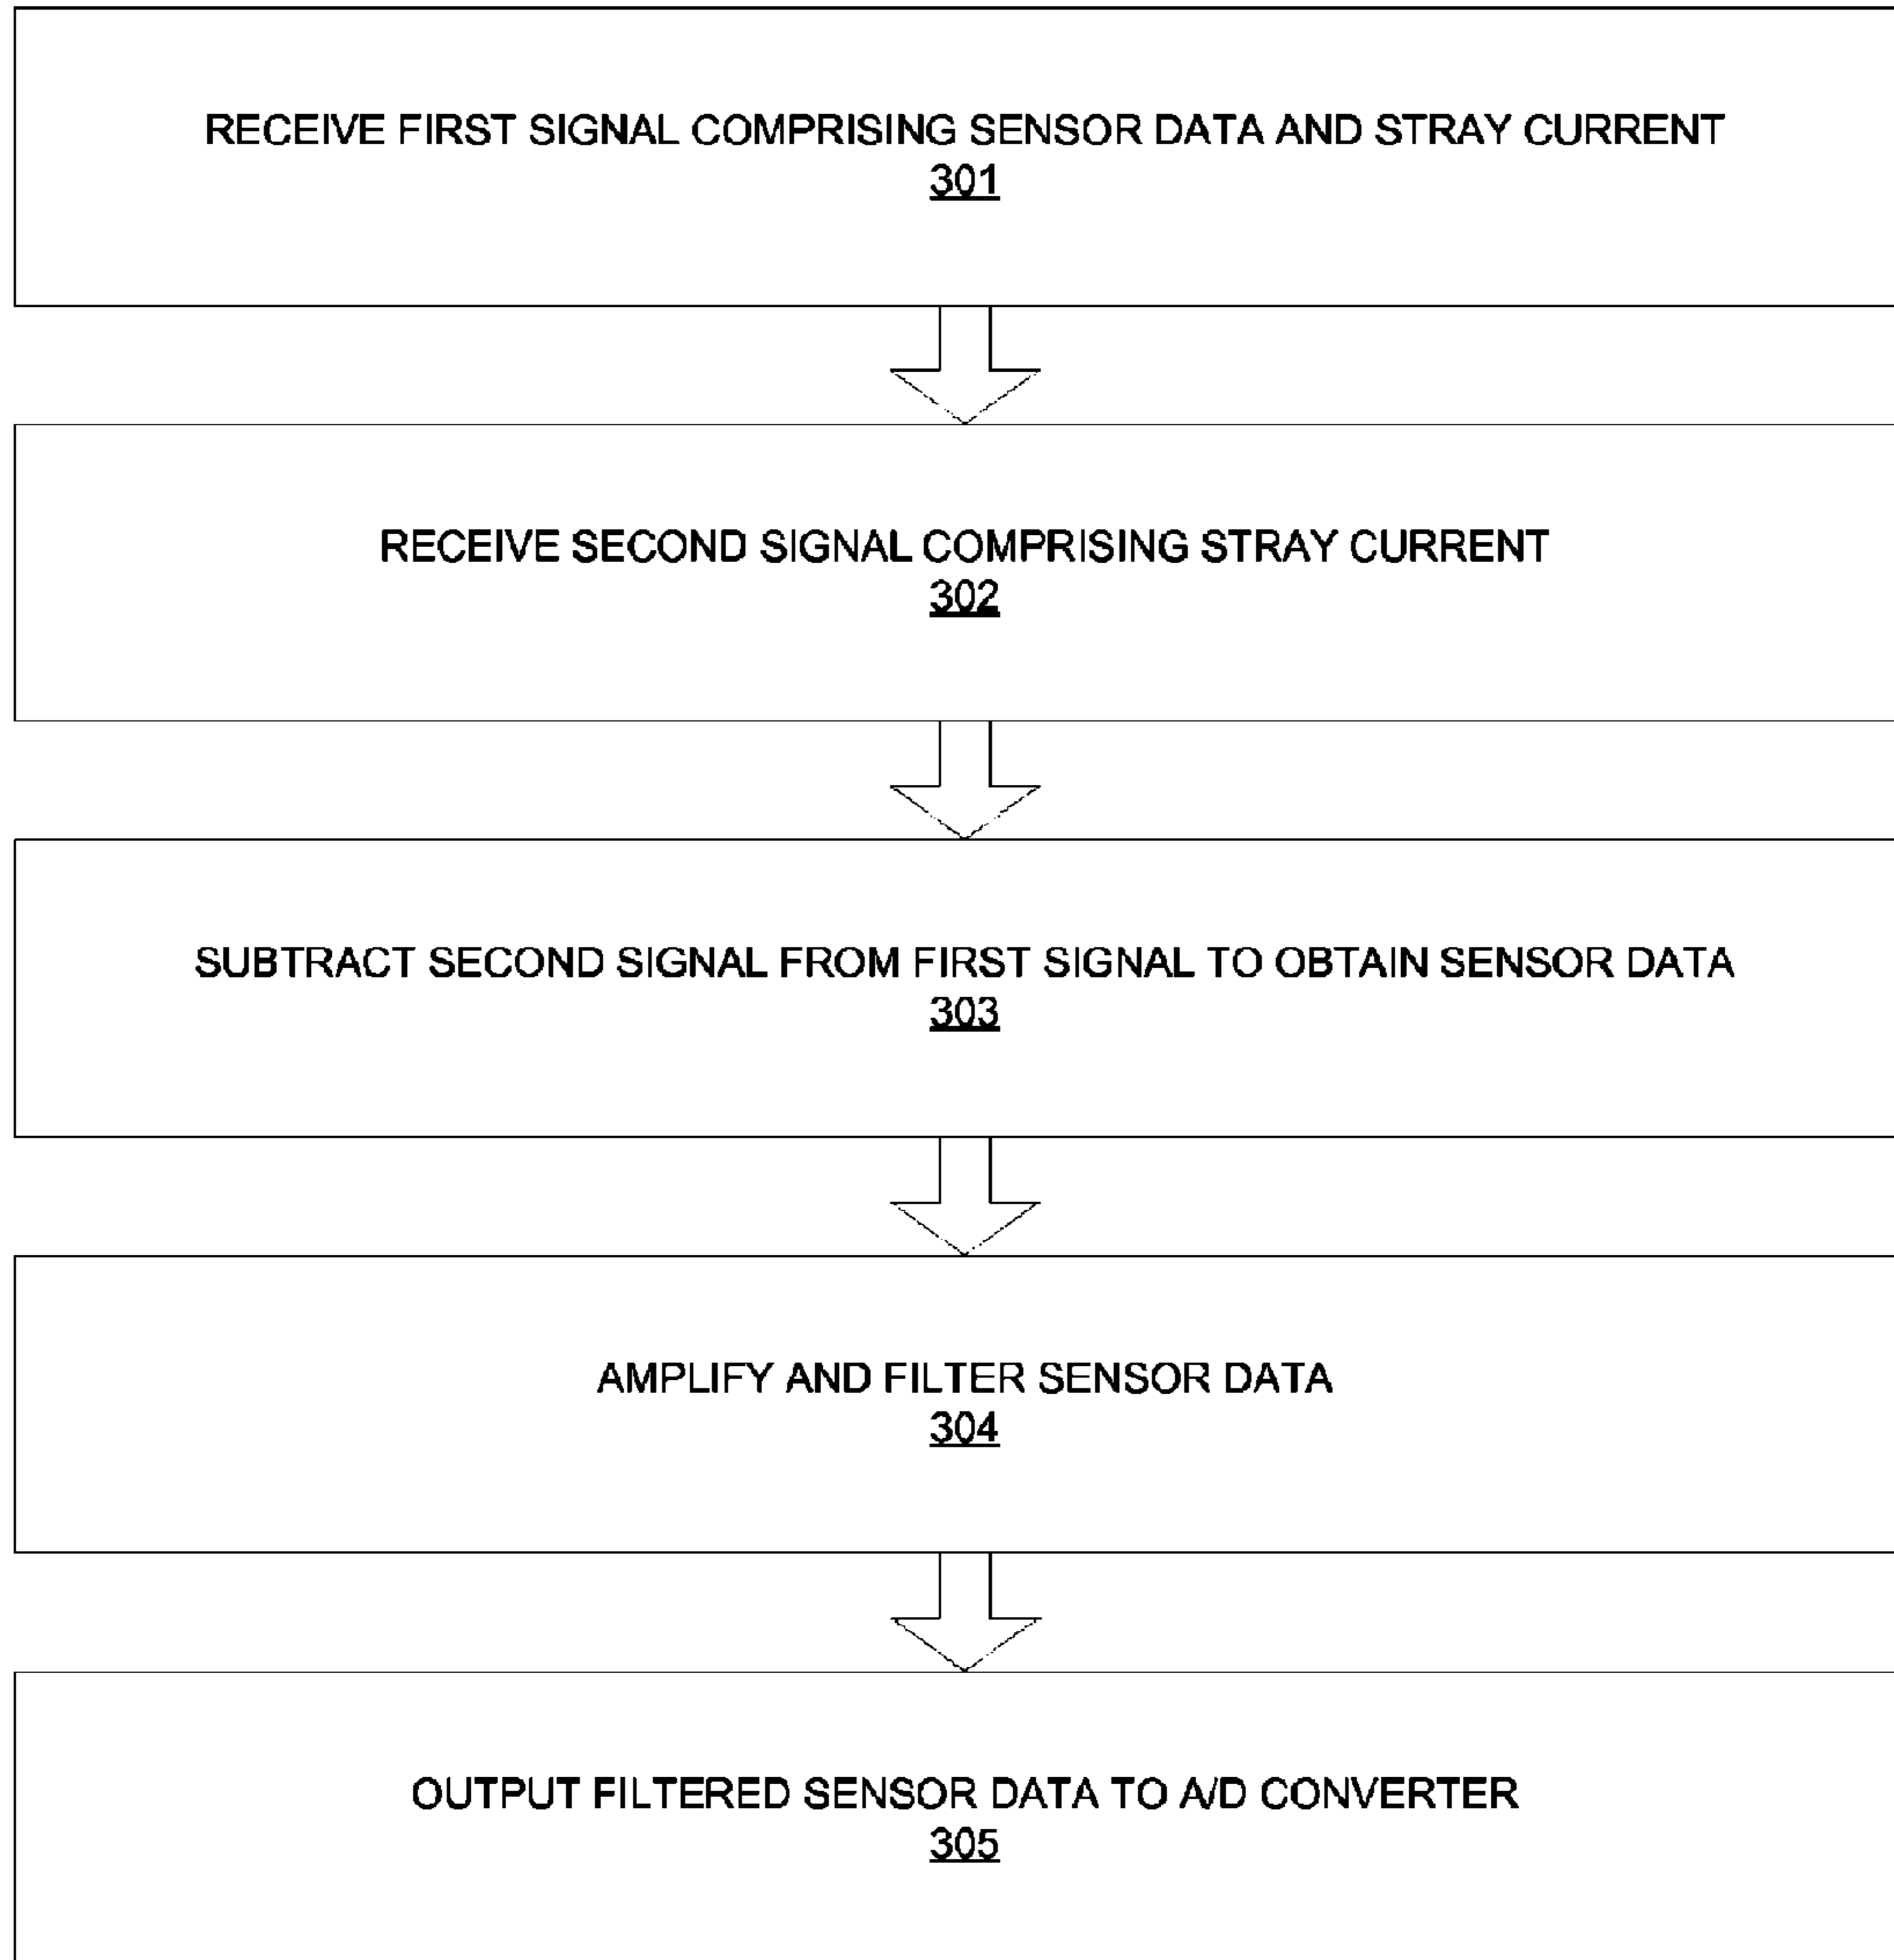 RECEIVE FIRST SIGNAL COMPRISING SENSOR DATA AND STRAY CURRENT
301
RECEIVE SECOND SIGNAL COMPRISING STRAY CURRENT
302
SUBTRACT SECOND SIGNAL FROM FIRST SIGNAL TO OBTAIN SENSOR DATA
303
AMPLIFY AND FILTER SENSOR DATA
304
OUTPUT FILTERED SENSOR DATA TO A/D CONVERTER
305